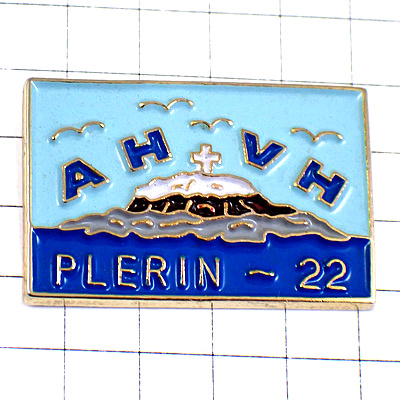 AH VH
PLERIN ~ 22